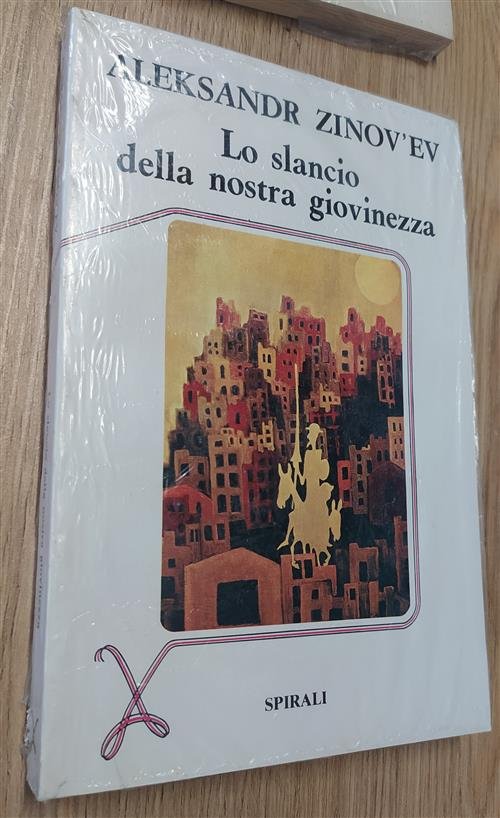 ALEKSANDR ZINOV'EV
Lo slancio
della nostra giovinezza
SPIRALI